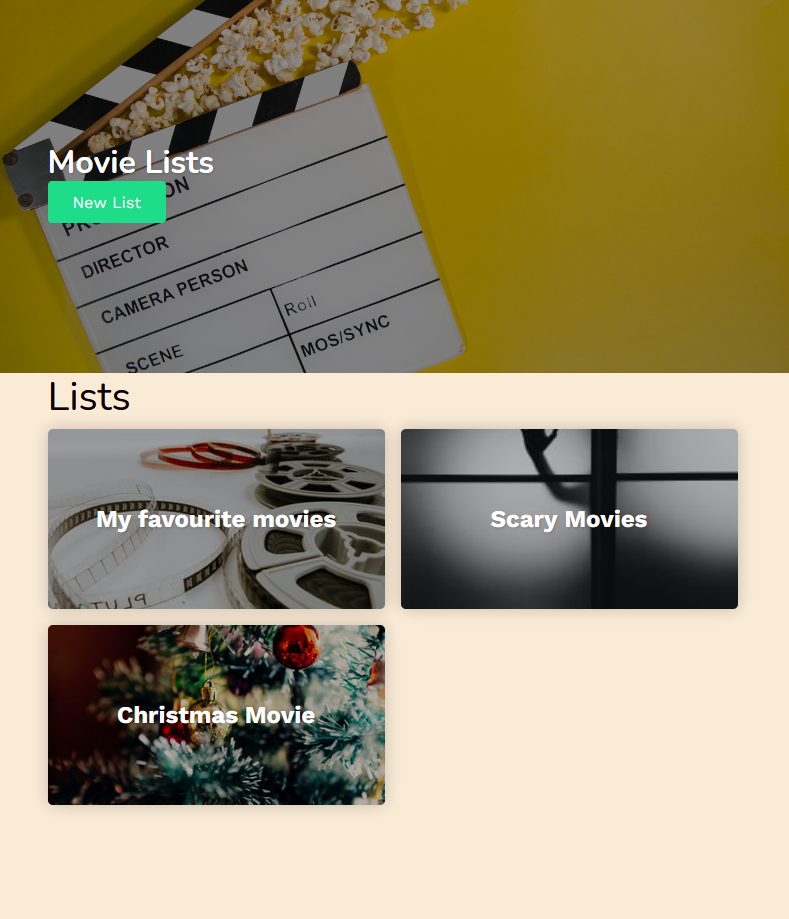 Movie Lists
New List
DIRECTOR
CAMERA PERSON
Roll
SCENE
MOS/SYNC
Lists
My favourite movies
Scary Movies
Christmas Movie